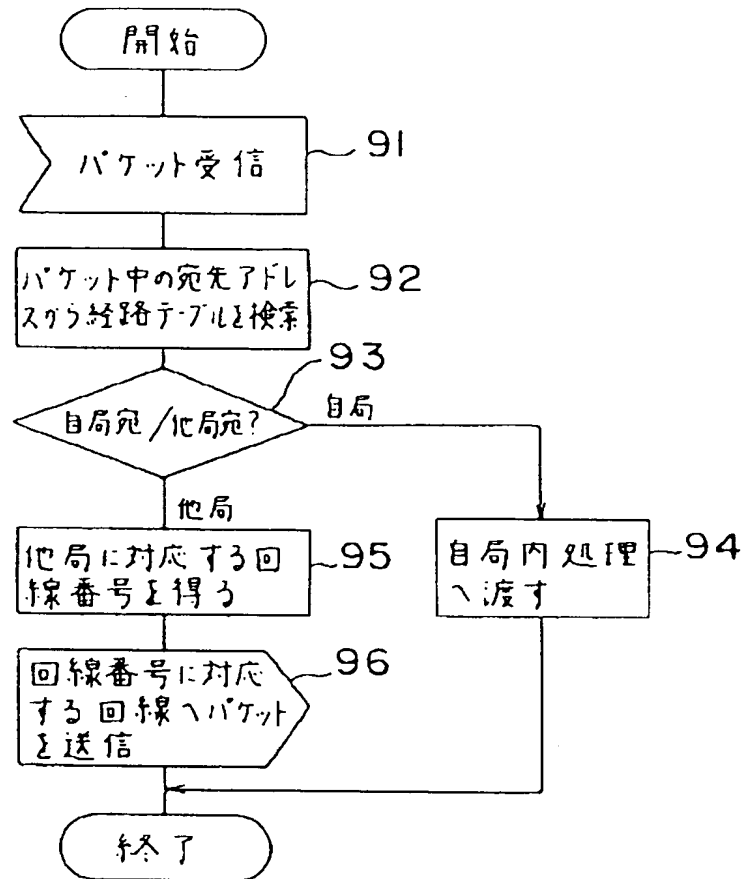 開始
パケット受信
91
パケット中の宛先アドレ
スから経路テーブルを検索
92
93
自局宛/他局宛?
自局
他局
他局に対応する回
線番号を得る
95
自局内処理
へ渡す
94
96
回線番号に対応
する回線へパケット
を送信
終了